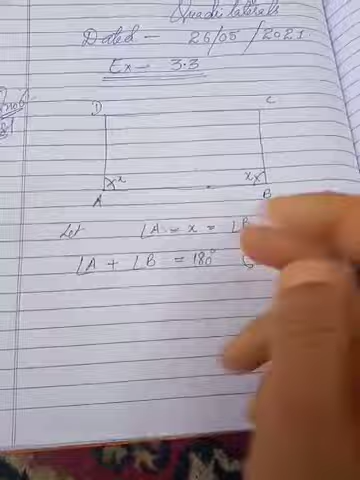 Quadrilaterals
Dated - 26/05/2021
Ex- 3.3
D C
x x
A B
Let ∠A = x = ∠B
∠A + ∠B = 180°